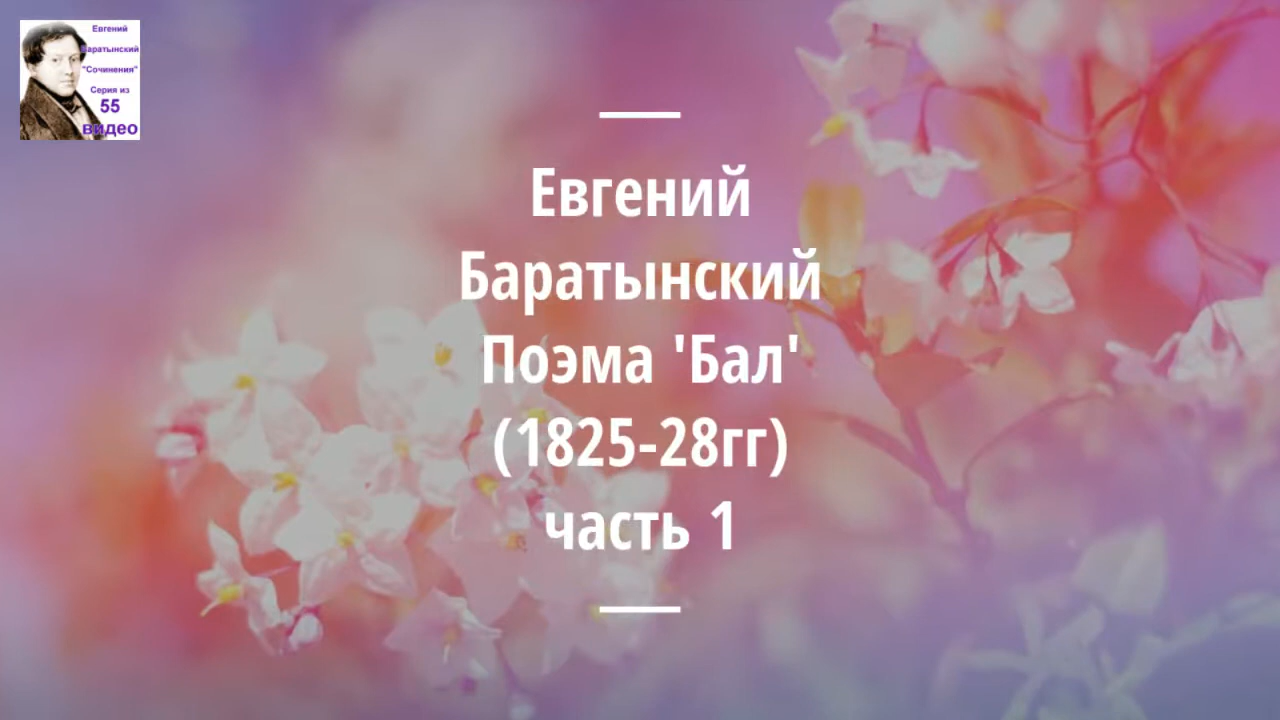 Евгений
Баратынский
"Сочинения"
Серия из
55
видео
Евгений
Баратынский
Поэма 'Бал'
(1825-28гг)
часть 1